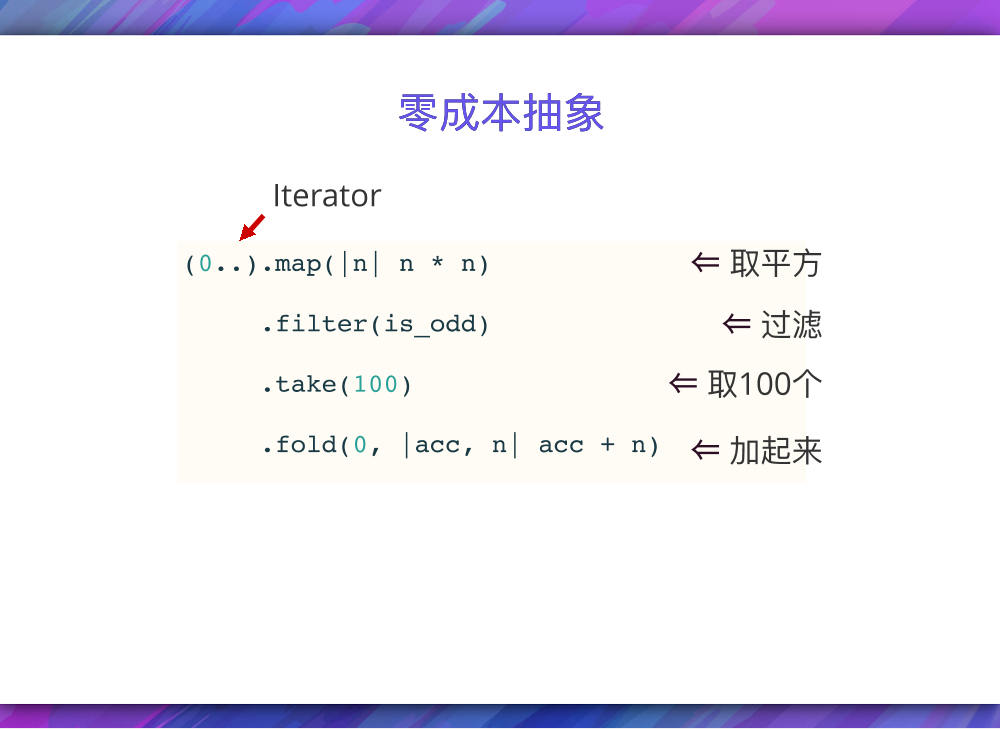 零成本抽象
Iterator
(0..).map(|n| n * n) ⇐ 取平方
.filter(is_odd) ⇐ 过滤
.take(100) ⇐ 取100个
.fold(0, |acc, n| acc + n) ⇐ 加起来